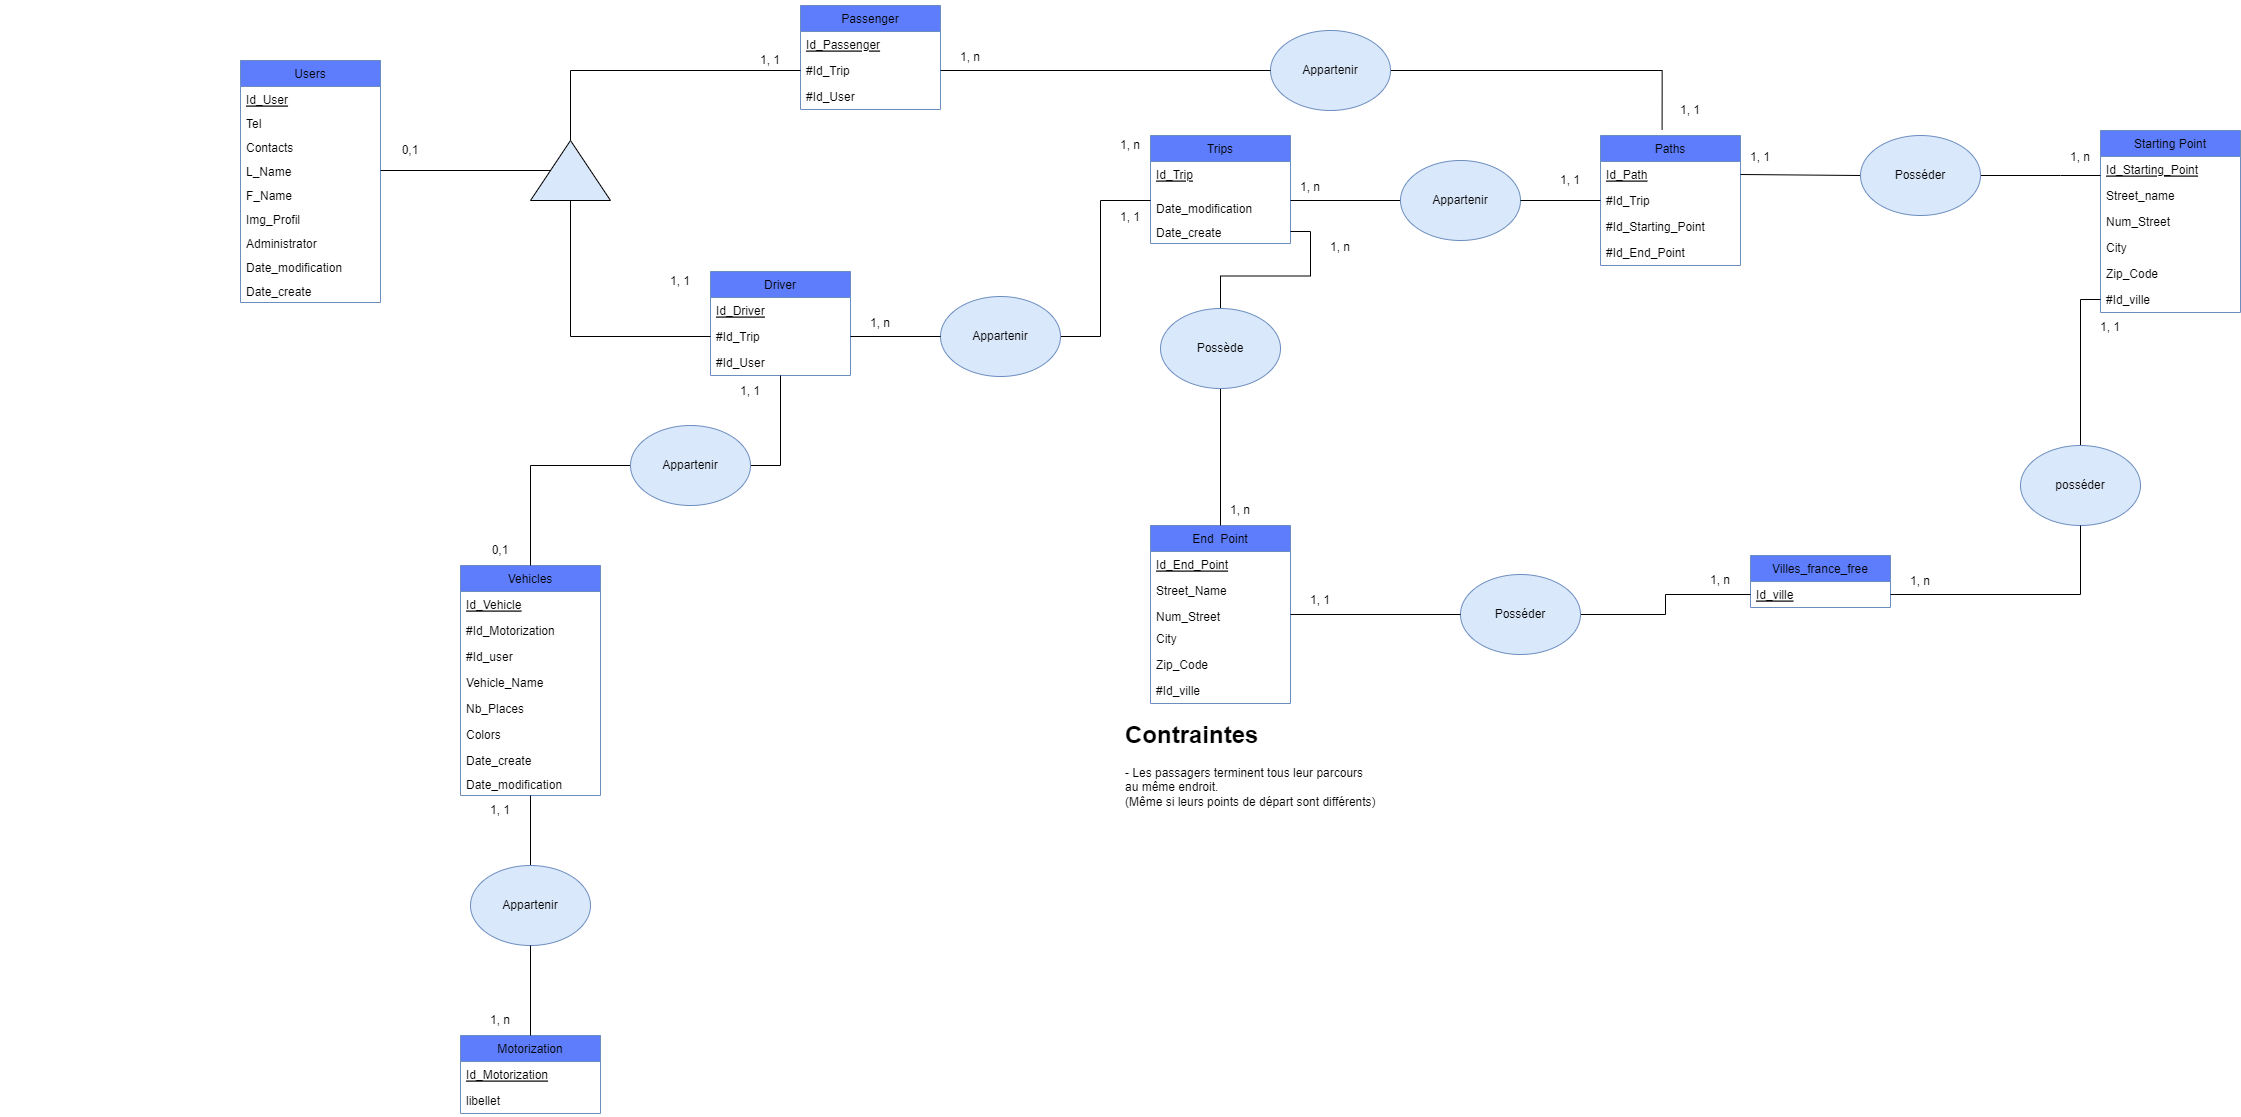 Passenger
Id_Passenger
#Id_Trip
#Id_User
1, 1
1, n
Appartenir
1, 1
Users
Id_User
Tel
Contacts
L_Name
F_Name
Img_Profil
Administrator
Date_modification
Date_create
0,1
1, n
Trips
Id_Trip
Date_modification
Date_create
1, 1
1, n
1, n
Appartenir
1, 1
Paths
Id_Path
#Id_Trip
#Id_Starting_Point
#Id_End_Point
1, 1
Posséder
1, n
Starting Point
Id_Starting_Point
Street_name
Num_Street
City
Zip_Code
#Id_ville
1, 1
1, 1
Driver
Id_Driver
#Id_Trip
#Id_User
1, n
Appartenir
1, 1
Possède
Appartenir
posséder
0,1
1, n
End Point
Id_End_Point
Street_Name
Num_Street
City
Zip_Code
#Id_ville
1, 1
Posséder
1, n
Villes_france_free
Id_ville
1, n
Vehicles
Id_Vehicle
#Id_Motorization
#Id_user
Vehicle_Name
Nb_Places
Colors
Date_create
Date_modification
1, 1
Contraintes
- Les passagers terminent tous leur parcours
au même endroit.
(Même si leurs points de départ sont différents)
Appartenir
1, n
Motorization
Id_Motorization
libellet